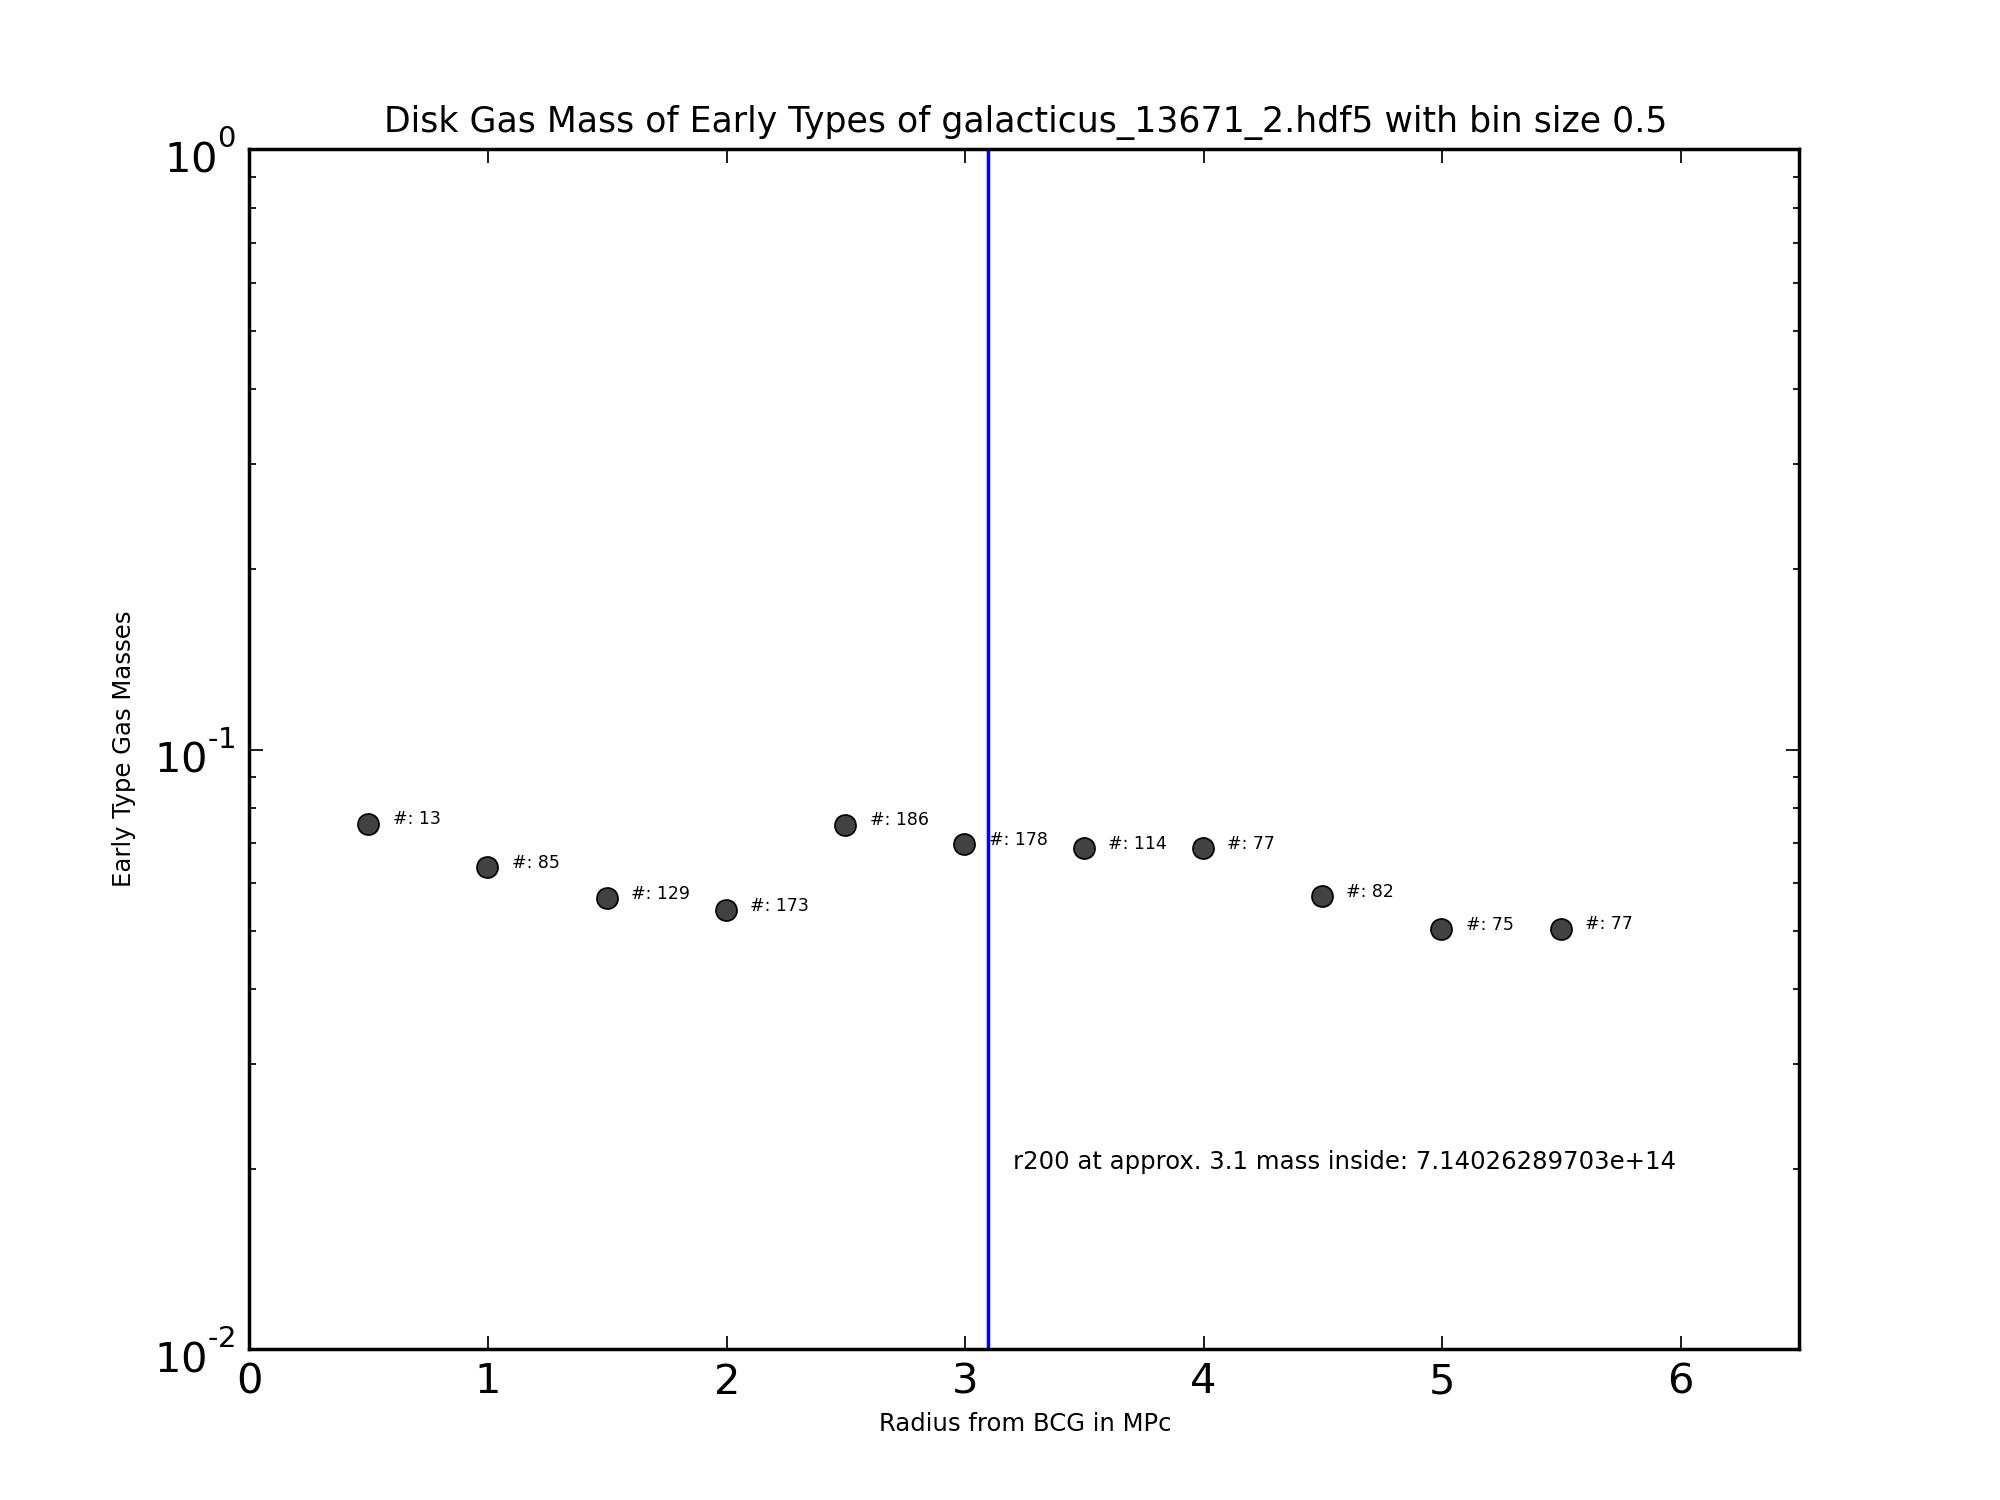 Disk Gas Mass of Early Types of galacticus_13671_2.hdf5 with bin size 0.5
10^0
10^-1
10^-2
Early Type Gas Masses
#: 13
#: 85
#: 129
#: 173
#: 186
#: 178
#: 114
#: 77
#: 82
#: 75
#: 77
r200 at approx. 3.1 mass inside: 7.14026289703e+14
0 1 2 3 4 5 6
Radius from BCG in MPc